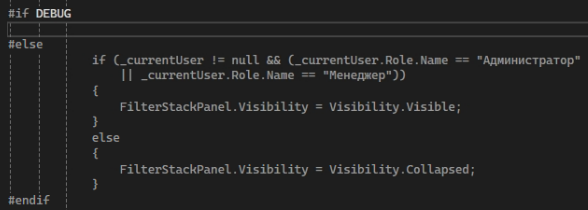 #if DEBUG
#else
if (_currentUser != null && (_currentUser.Role.Name == "Администратор"
|| _currentUser.Role.Name == "Менеджер"))
{
FilterStackPanel.Visibility = Visibility.Visible;
}
else
{
FilterStackPanel.Visibility = Visibility.Collapsed;
}
#endif